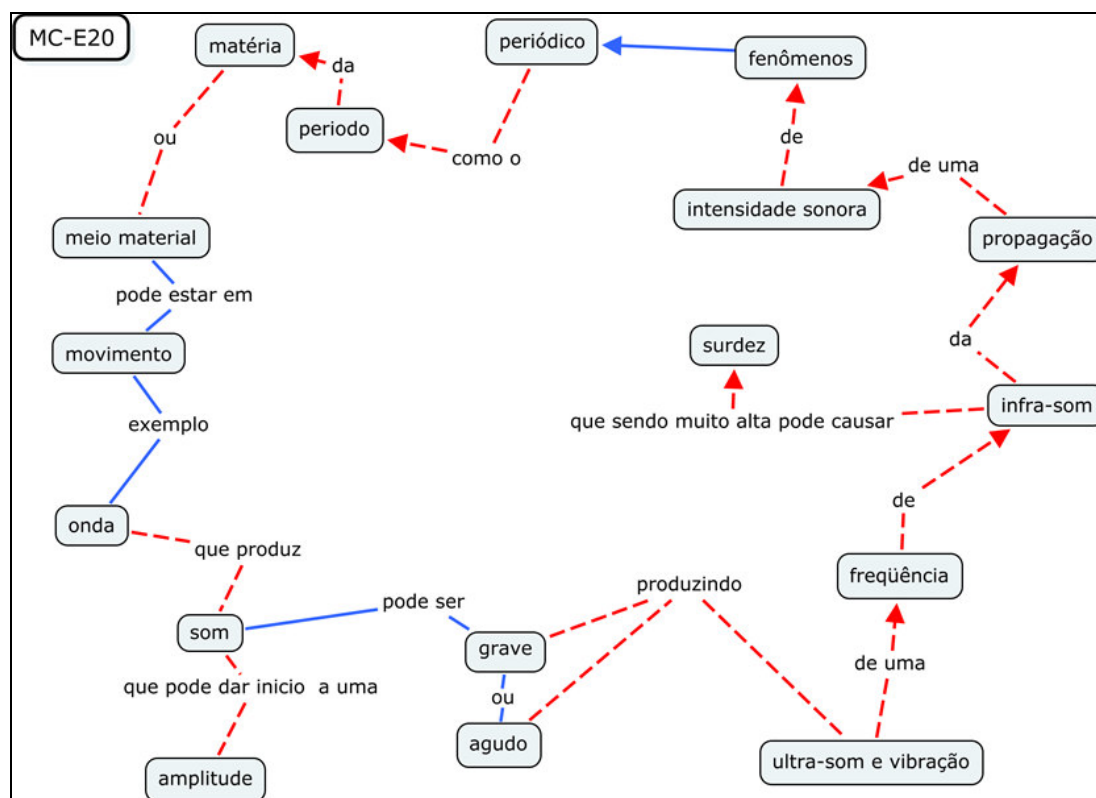 MC-E20
matéria
periódico
fenômenos
da
periodo
ou
como o
de
de uma
intensidade sonora
meio material
propagação
pode estar em
movimento
surdez
da
infra-som
exemplo
que sendo muito alta pode causar
de
onda
que produz
freqüência
produzindo
pode ser
som
grave
de uma
que pode dar inicio a uma
ou
agudo
ultra-som e vibração
amplitude